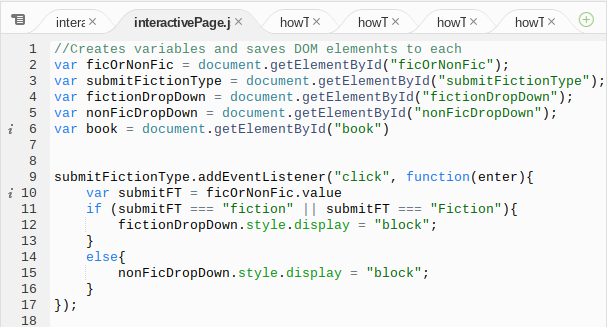 intera × interactivePage.j × howT × howT × howT × howT ×
1 //Creates variables and saves DOM elemenhts to each
2 var ficOrNonFic = document.getElementById("ficOrNonFic");
3 var submitFictionType = document.getElementById("submitFictionType");
4 var fictionDropDown = document.getElementById("fictionDropDown");
5 var nonFicDropDown = document.getElementById("nonFicDropDown");
i 6 var book = document.getElementById("book")
7
8
9 submitFictionType.addEventListener("click", function(enter){
i 10     var submitFT = ficOrNonFic.value
11     if (submitFT === "fiction" || submitFT === "Fiction"){
12         fictionDropDown.style.display = "block";
13     }
14     else{
15         nonFicDropDown.style.display = "block";
16     }
17 });
18